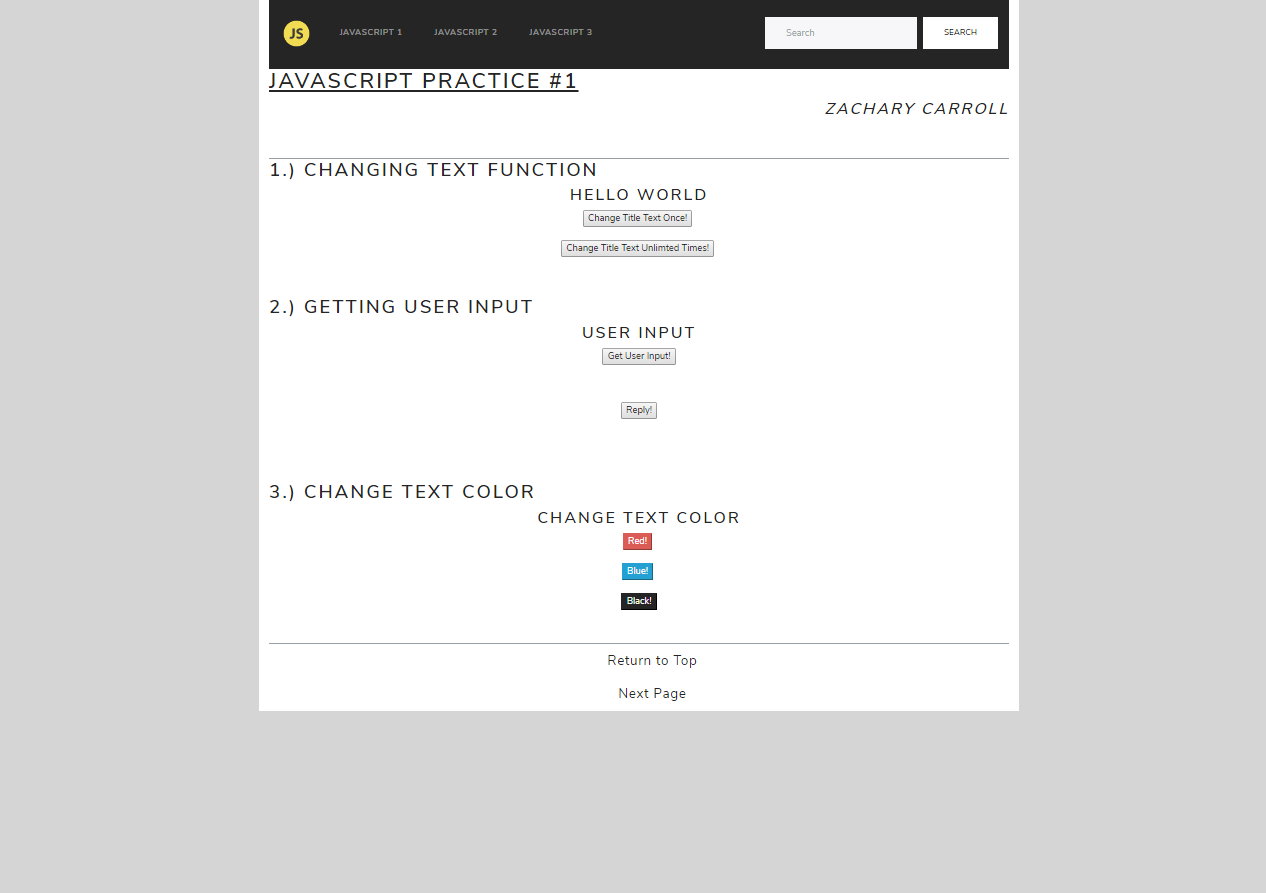 JS JAVASCRIPT 1 JAVASCRIPT 2 JAVASCRIPT 3 Search SEARCH
JAVASCRIPT PRACTICE #1
ZACHARY CARROLL
1.) CHANGING TEXT FUNCTION
HELLO WORLD
Change Title Text Once!
Change Title Text Unlimted Times!
2.) GETTING USER INPUT
USER INPUT
Get User Input!
Reply!
3.) CHANGE TEXT COLOR
CHANGE TEXT COLOR
Red!
Blue!
Black!
Return to Top
Next Page